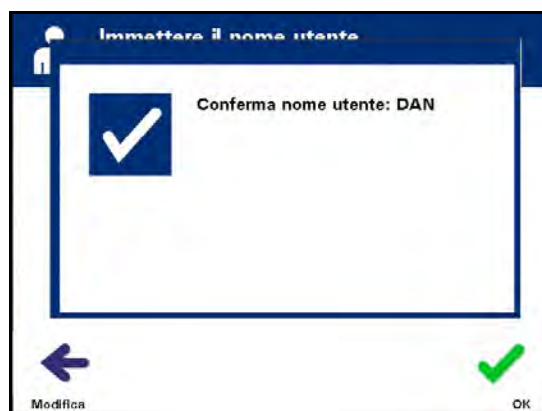 Immettere il nome utente
Conferma nome utente: DAN
Modifica
OK